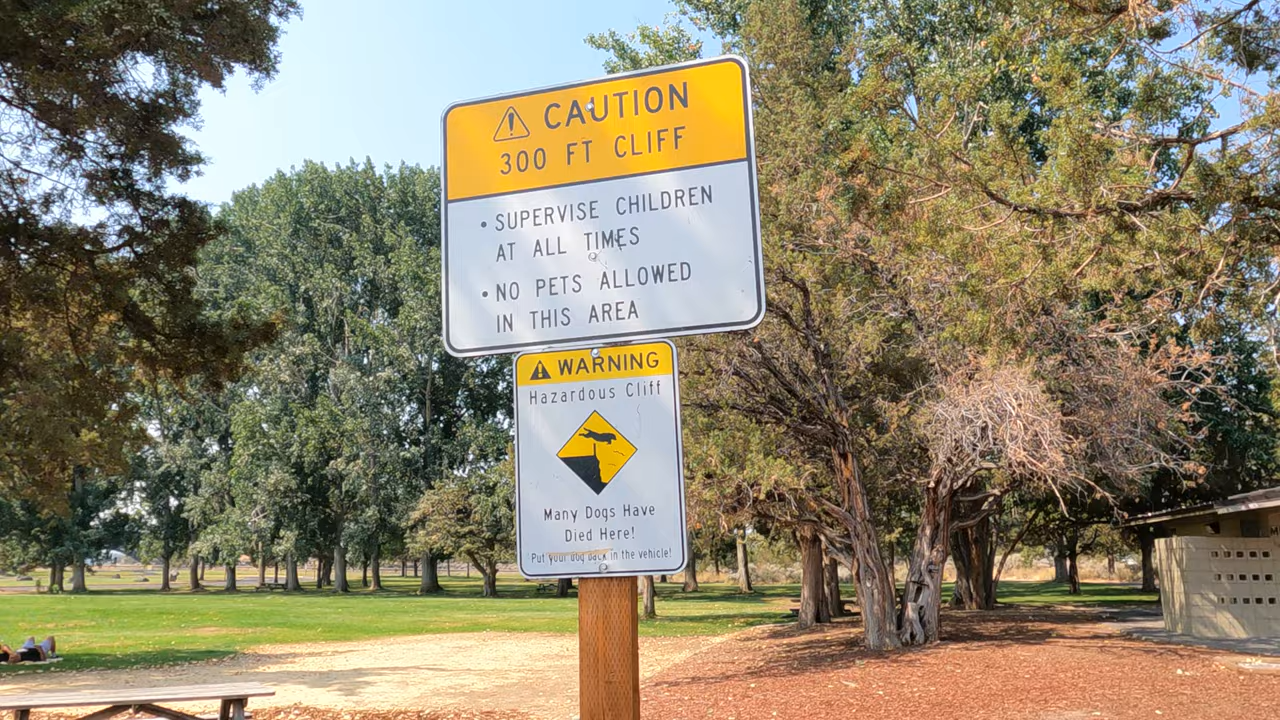 CAUTION
300 FT CLIFF
• SUPERVISE CHILDREN
AT ALL TIMES
• NO PETS ALLOWED
IN THIS AREA
WARNING
Hazardous Cliff
Many Dogs Have
Died Here!
Put your dog back in the vehicle!